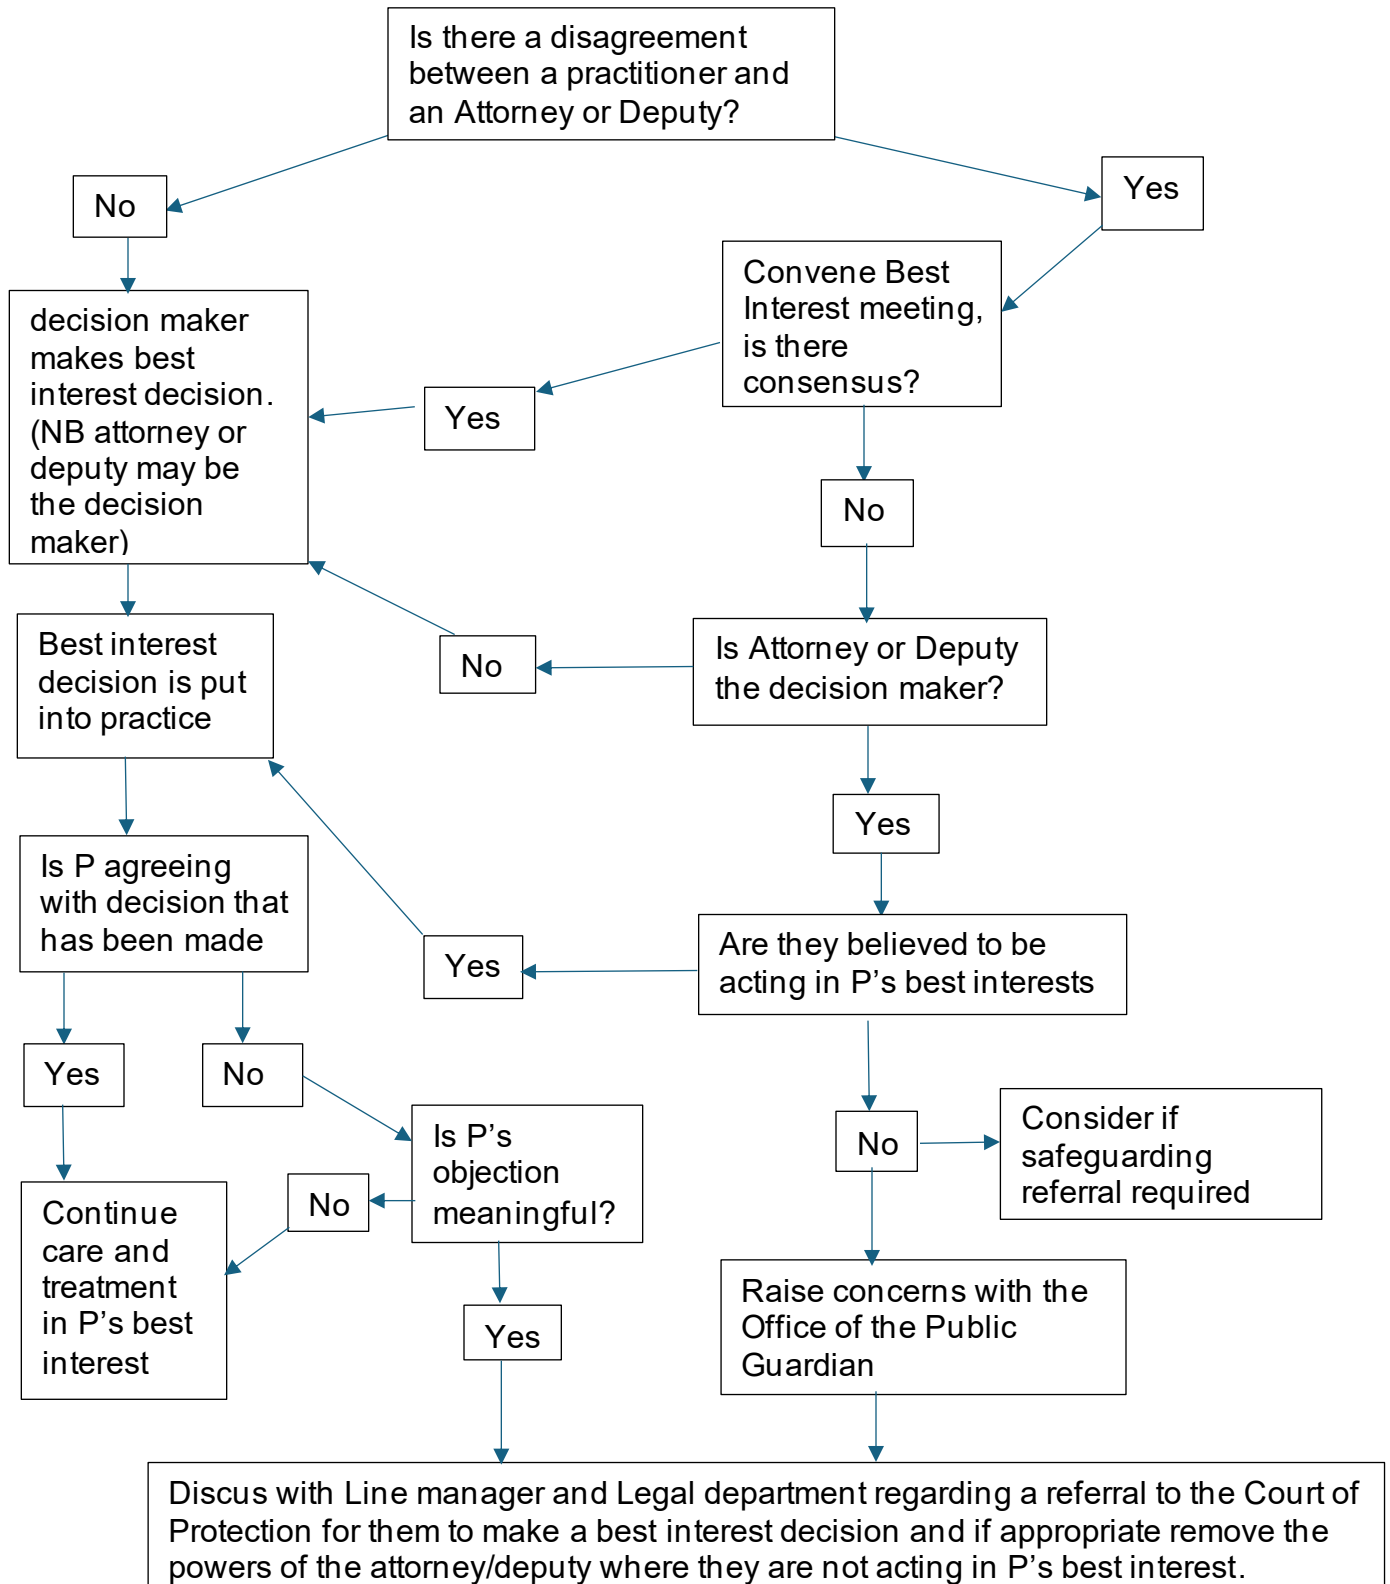 Is there a disagreement
between a practitioner and
an Attorney or Deputy?
No
Yes
Convene Best
Interest meeting,
is there
consensus?
decision maker
makes best
interest decision.
(NB attorney or
deputy may be
the decision
maker)
Yes
No
Best interest
decision is put
into practice
No
Is Attorney or Deputy
the decision maker?
Yes
Is P agreeing
with decision that
has been made
Yes
Are they believed to be
acting in P’s best interests
Yes
No
Is P’s
objection
meaningful?
No
No
Consider if
safeguarding
referral required
Continue
care and
treatment
in P’s best
interest
Yes
Raise concerns with the
Office of the Public
Guardian
Discus with Line manager and Legal department regarding a referral to the Court of
Protection for them to make a best interest decision and if appropriate remove the
powers of the attorney/deputy where they are not acting in P’s best interest.